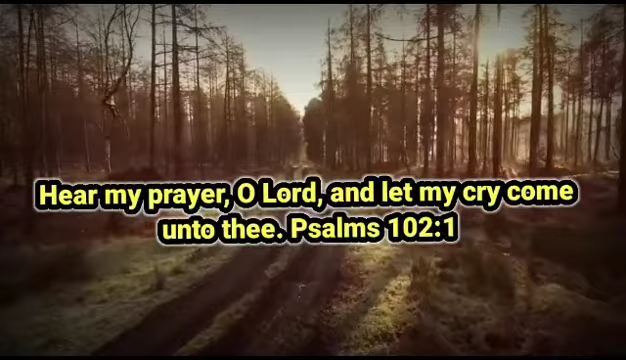 Hear my prayer, O Lord, and let my cry come
unto thee. Psalms 102:1